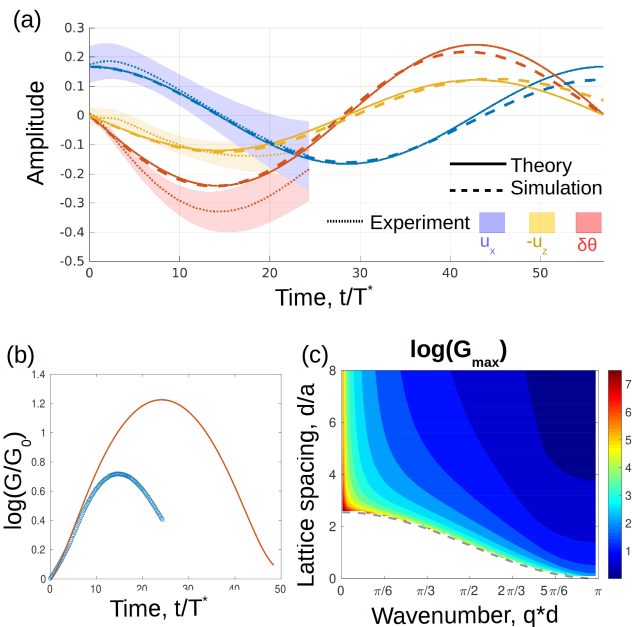 (a)
Amplitude
0.3
0.2
0.1
0
-0.1
-0.2
-0.3
-0.4
-0.5
Theory
Simulation
Experiment
u_x
-u_z
δθ
0 10 20 30 40 50
Time, t/T*
(b)
log(G/G_0)
1.4
1.2
1
0.8
0.6
0.4
0.2
0
0 10 20 30 40 50
Time, t/T*
(c)
log(G_max)
Lattice spacing, d/a
8
6
4
2
0
0 π/6 π/3 π/2 2π/3 5π/6 π
Wavenumber, q*d
7
6
5
4
3
2
1